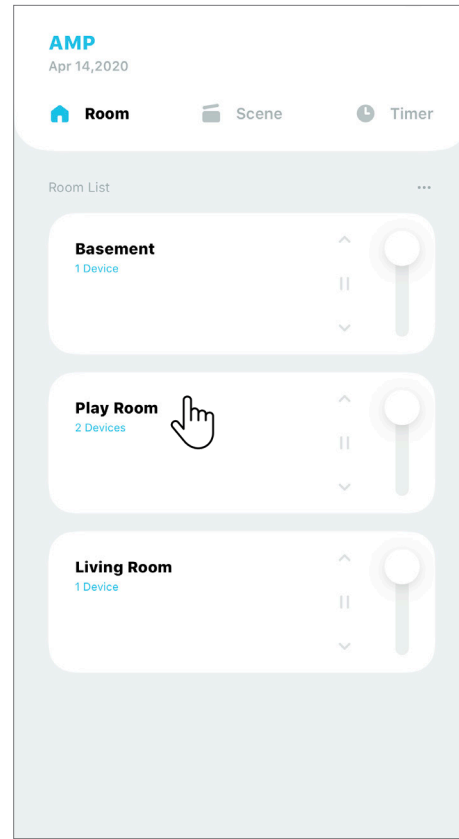 AMP
Apr 14,2020
Room Scene Timer
Room List
Basement
1 Device
Play Room
2 Devices
Living Room
1 Device